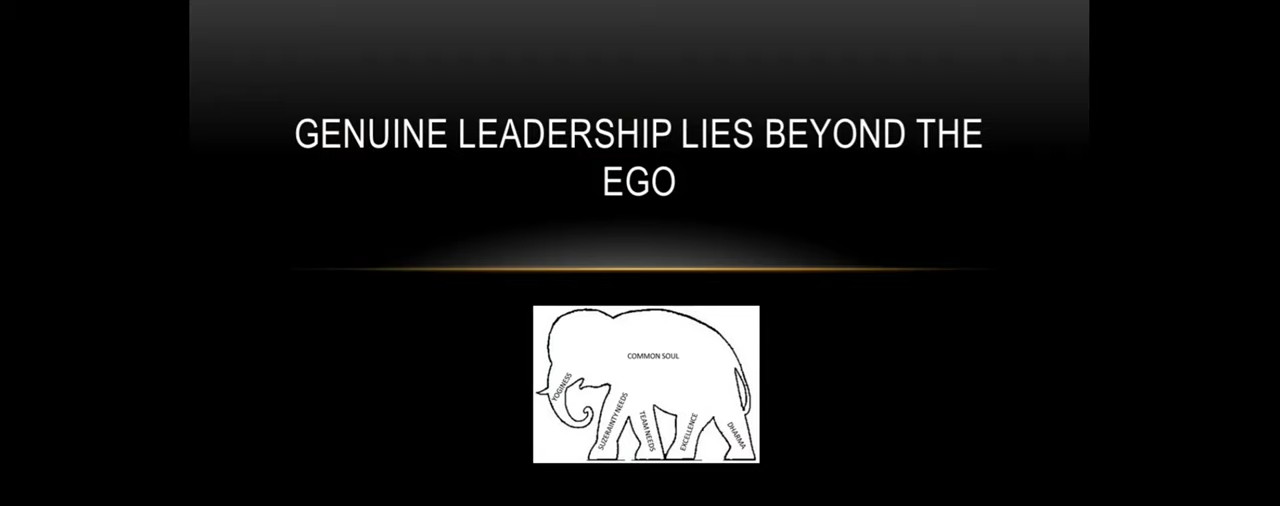 GENUINE LEADERSHIP LIES BEYOND THE
EGO
COMMON SOUL
YOGINESS
SUZERAINTY NEEDS
TEAM NEEDS
EXCELLENCE
DHARMA